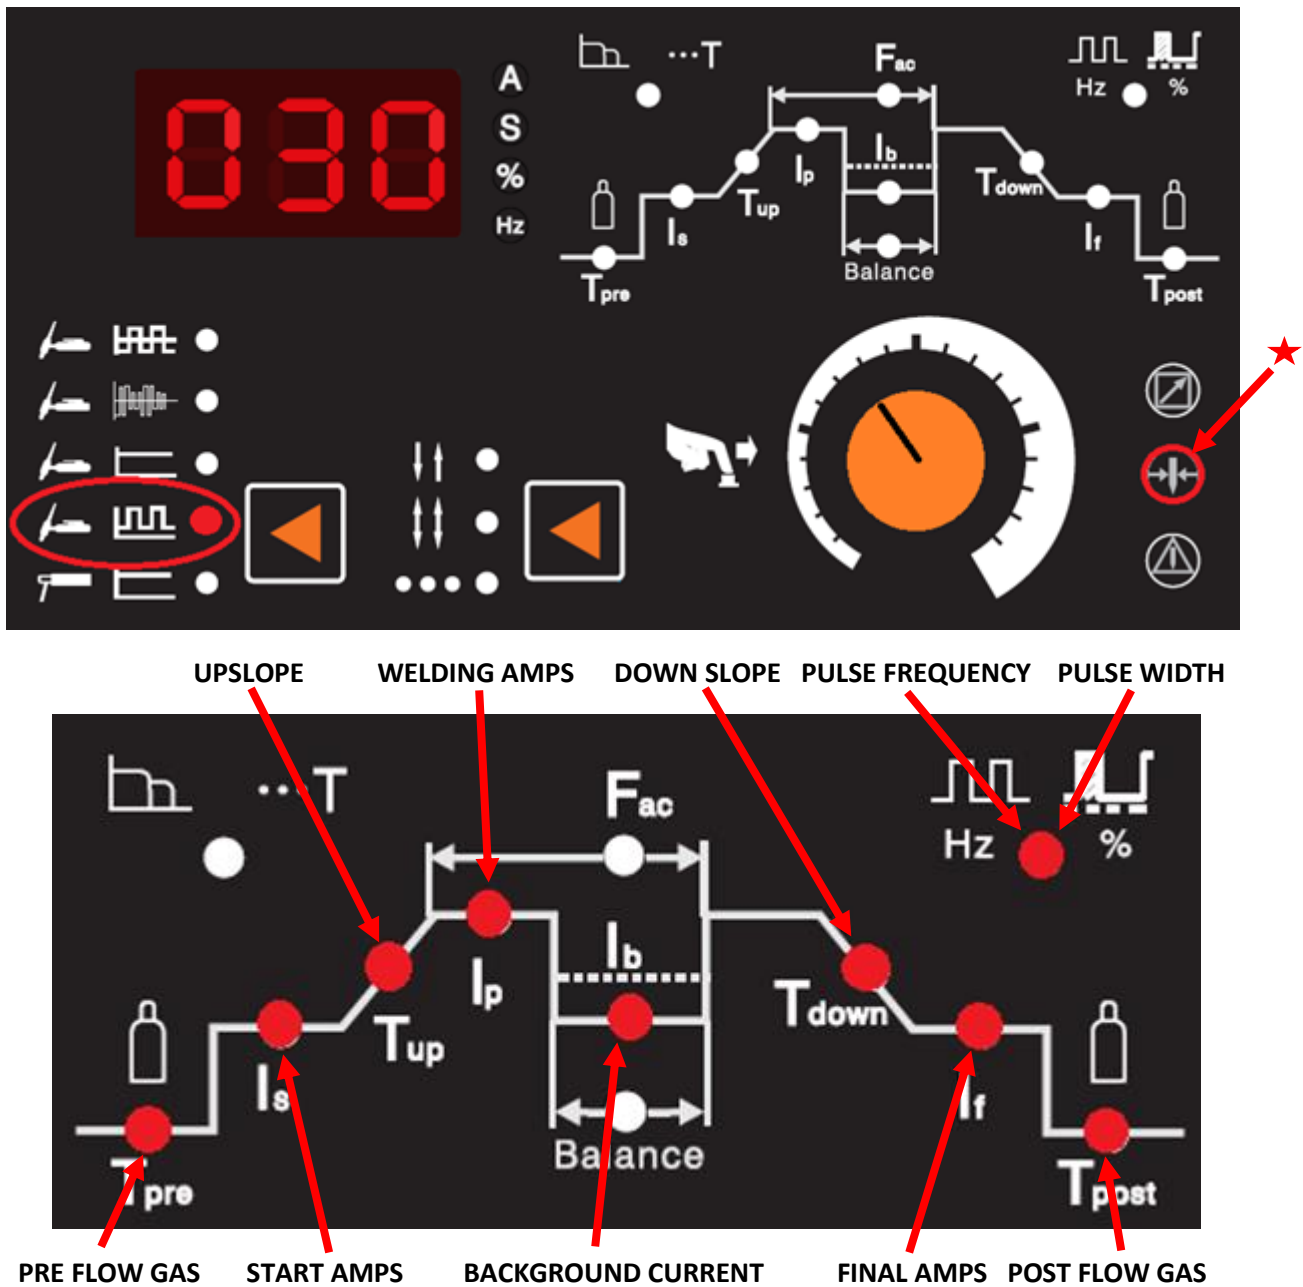 030
A
S
%
Hz
...T
Fac
Hz
%
Ip
Ib
Tup
Tdown
Is
If
Balance
Tpre
Tpost
UPSLOPE WELDING AMPS DOWN SLOPE PULSE FREQUENCY PULSE WIDTH
...T
Fac
Hz
%
Ip
Ib
Tup
Tdown
Is
If
Balance
Tpre
Tpost
PRE FLOW GAS START AMPS BACKGROUND CURRENT FINAL AMPS POST FLOW GAS